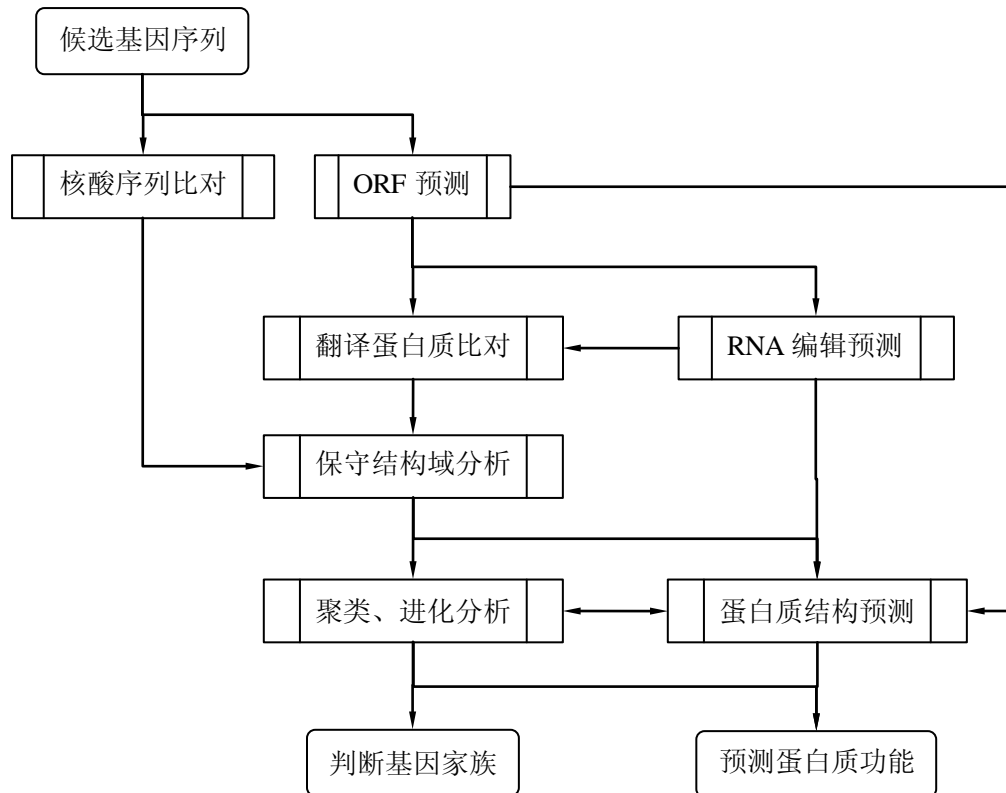 候选基因序列
核酸序列比对
ORF 预测
翻译蛋白质比对
RNA 编辑预测
保守结构域分析
聚类、进化分析
蛋白质结构预测
判断基因家族
预测蛋白质功能